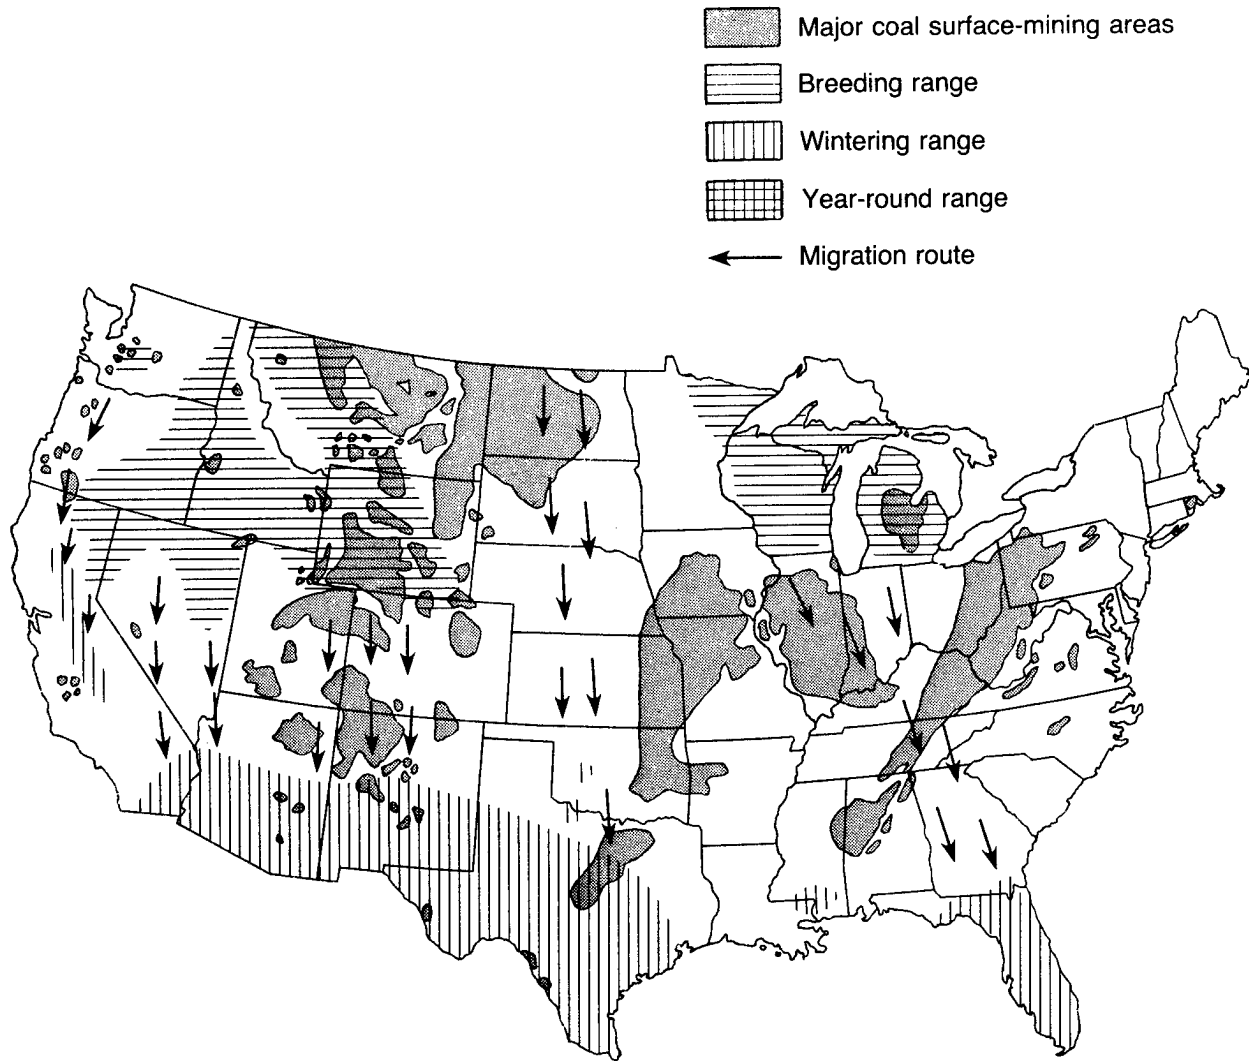 Major coal surface-mining areas
Breeding range
Wintering range
Year-round range
Migration route